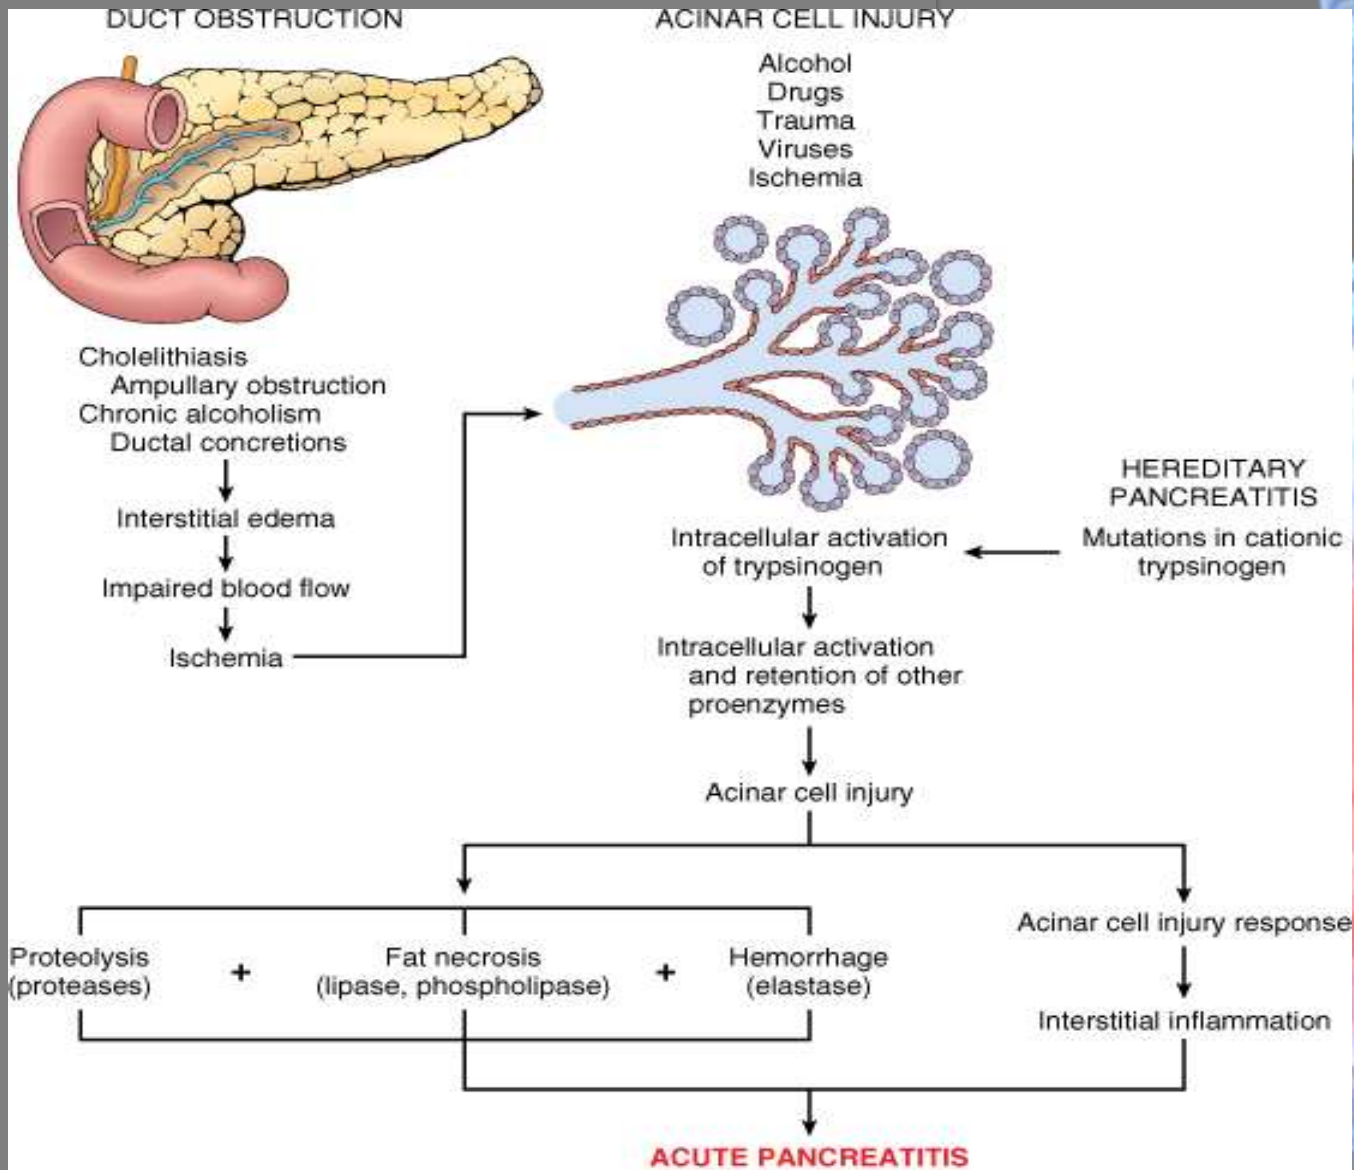 DUCT OBSTRUCTION
Cholelithiasis
Ampullary obstruction
Chronic alcoholism
Ductal concretions
Interstitial edema
Impaired blood flow
Ischemia
ACINAR CELL INJURY
Alcohol
Drugs
Trauma
Viruses
Ischemia
HEREDITARY
PANCREATITIS
Mutations in cationic
trypsinogen
Intracellular activation
of trypsinogen
Intracellular activation
and retention of other
proenzymes
Acinar cell injury
Proteolysis
(proteases)
+
Fat necrosis
(lipase, phospholipase)
+
Hemorrhage
(elastase)
Acinar cell injury response
Interstitial inflammation
ACUTE PANCREATITIS